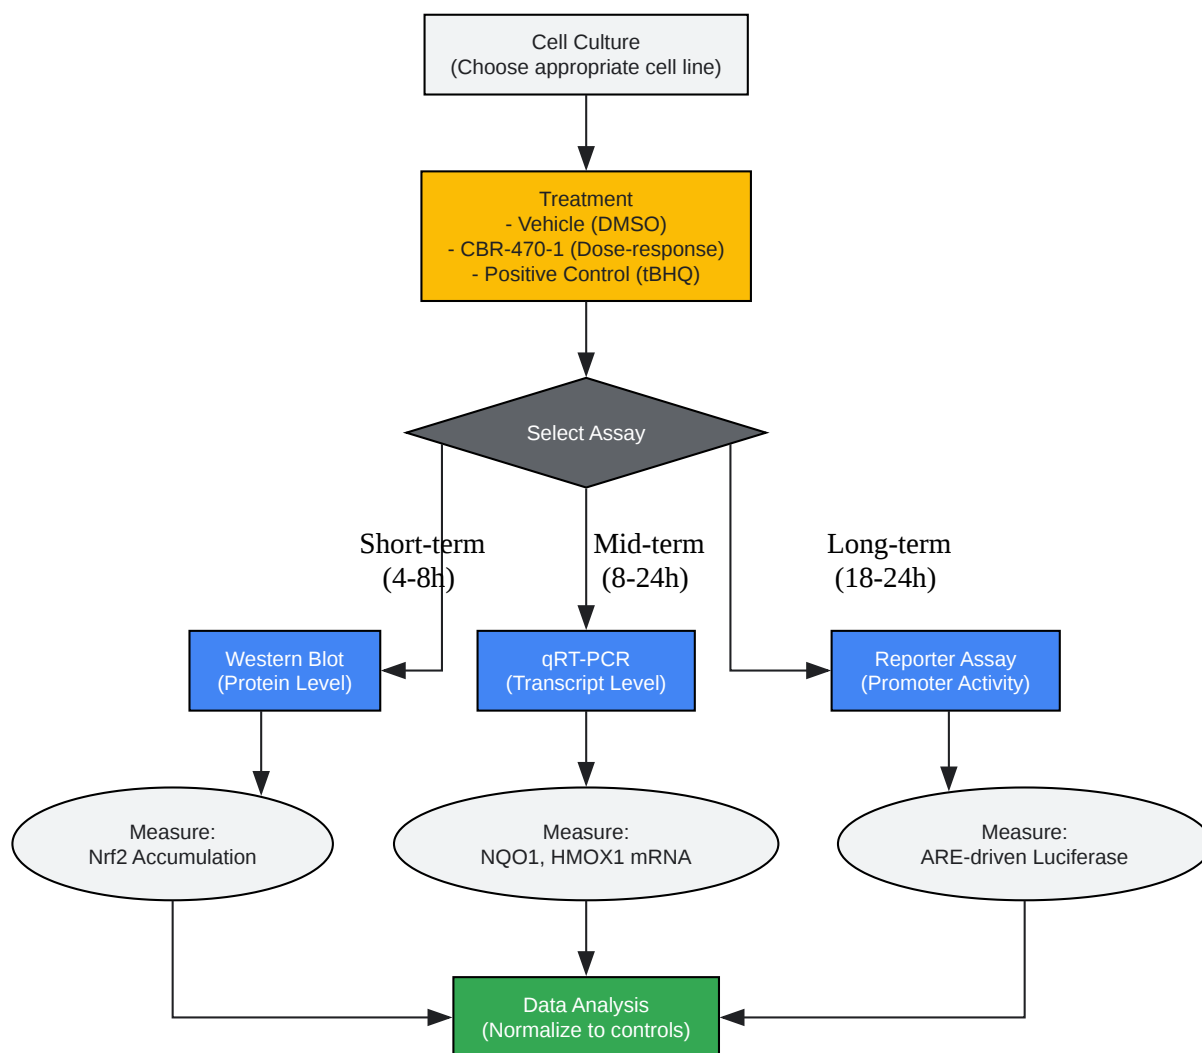 Cell Culture
(Choose appropriate cell line)
Treatment
- Vehicle (DMSO)
- CBR-470-1 (Dose-response)
- Positive Control (tBHQ)
Select Assay
Short-term
(4-8h)
Mid-term
(8-24h)
Long-term
(18-24h)
Western Blot
(Protein Level)
qRT-PCR
(Transcript Level)
Reporter Assay
(Promoter Activity)
Measure:
Nrf2 Accumulation
Measure:
NQO1, HMOX1 mRNA
Measure:
ARE-driven Luciferase
Data Analysis
(Normalize to controls)